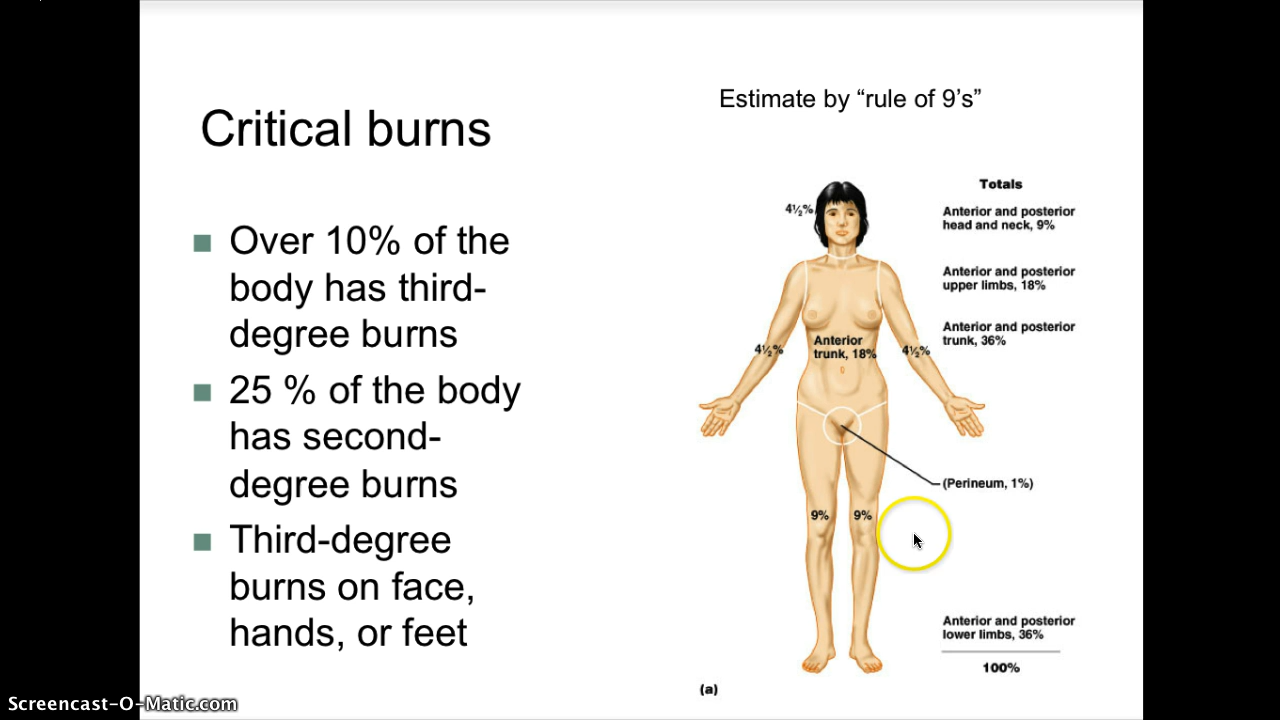 Estimate by “rule of 9’s”
Critical burns
Over 10% of the
body has third-
degree burns
25 % of the body
has second-
degree burns
Third-degree
burns on face,
hands, or feet
Totals
4½%
Anterior and posterior
head and neck, 9%
Anterior and posterior
upper limbs, 18%
Anterior and posterior
trunk, 36%
4½%
Anterior
trunk, 18%
4½%
(Perineum, 1%)
9%
9%
Anterior and posterior
lower limbs, 36%
100%
(a)
Screencast-O-Matic.com